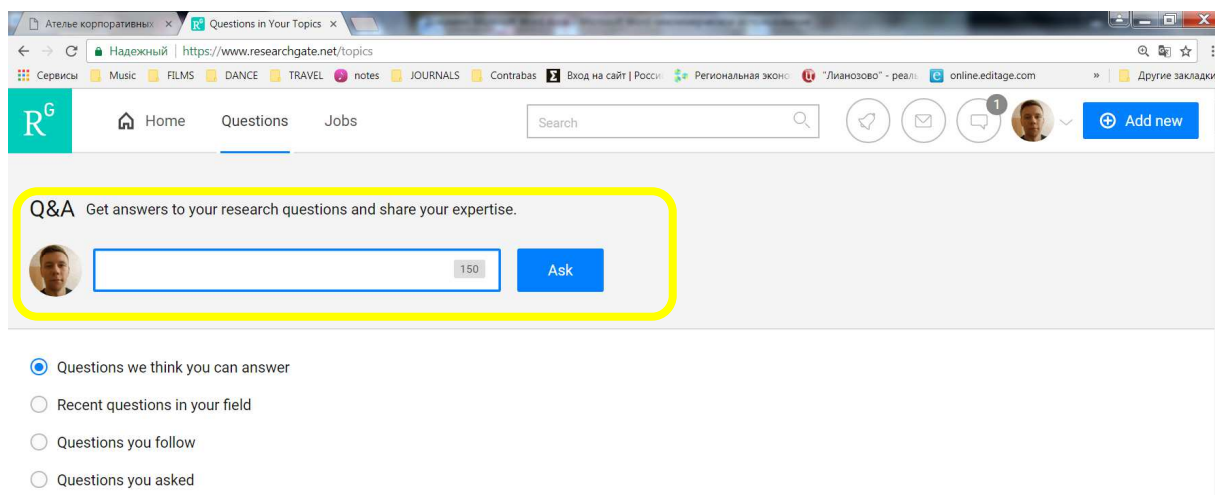 Ателье корпоративных × Questions in Your Topics ×
Надежный | https://www.researchgate.net/topics
Сервисы Music FILMS DANCE TRAVEL notes JOURNALS Contrabas Вход на сайт | Росси Региональная эконо "Лианозово" - реал online.editage.com » Другие закладки
RG Home Questions Jobs Search 1 Add new
Q&A Get answers to your research questions and share your expertise.
150 Ask
Questions we think you can answer
Recent questions in your field
Questions you follow
Questions you asked